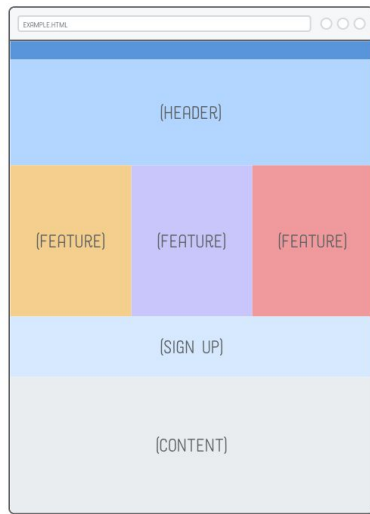 EXAMPLE.HTML
(HEADER)
(FEATURE) (FEATURE) (FEATURE)
(SIGN UP)
(CONTENT)